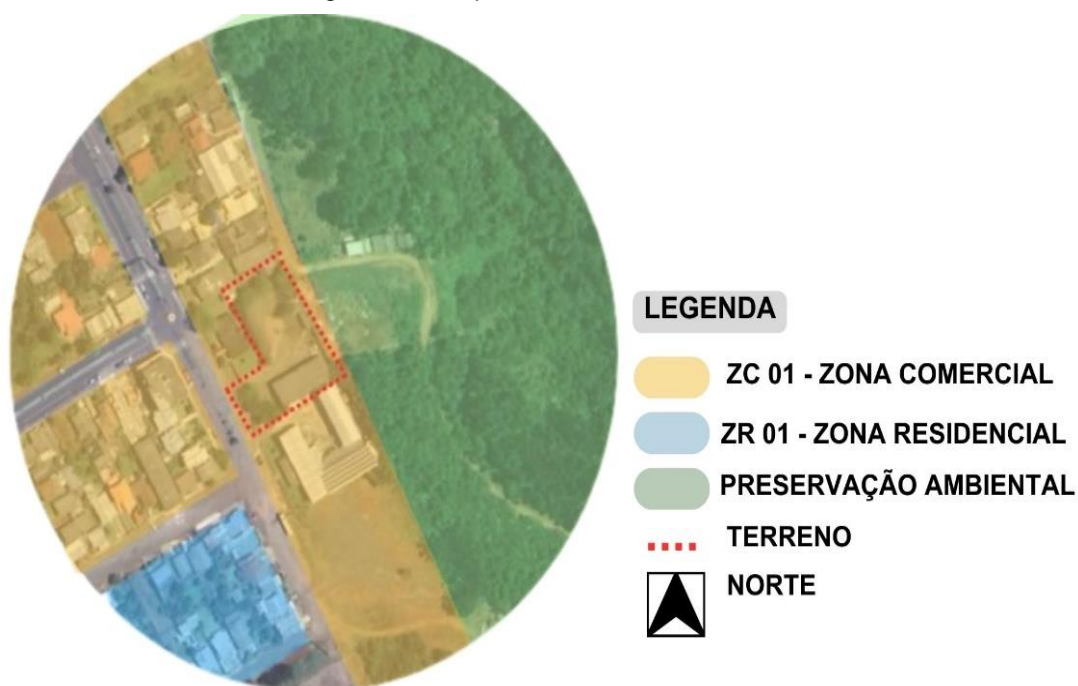 LEGENDA
ZC 01 - ZONA COMERCIAL
ZR 01 - ZONA RESIDENCIAL
PRESERVAÇÃO AMBIENTAL
TERRENO
NORTE